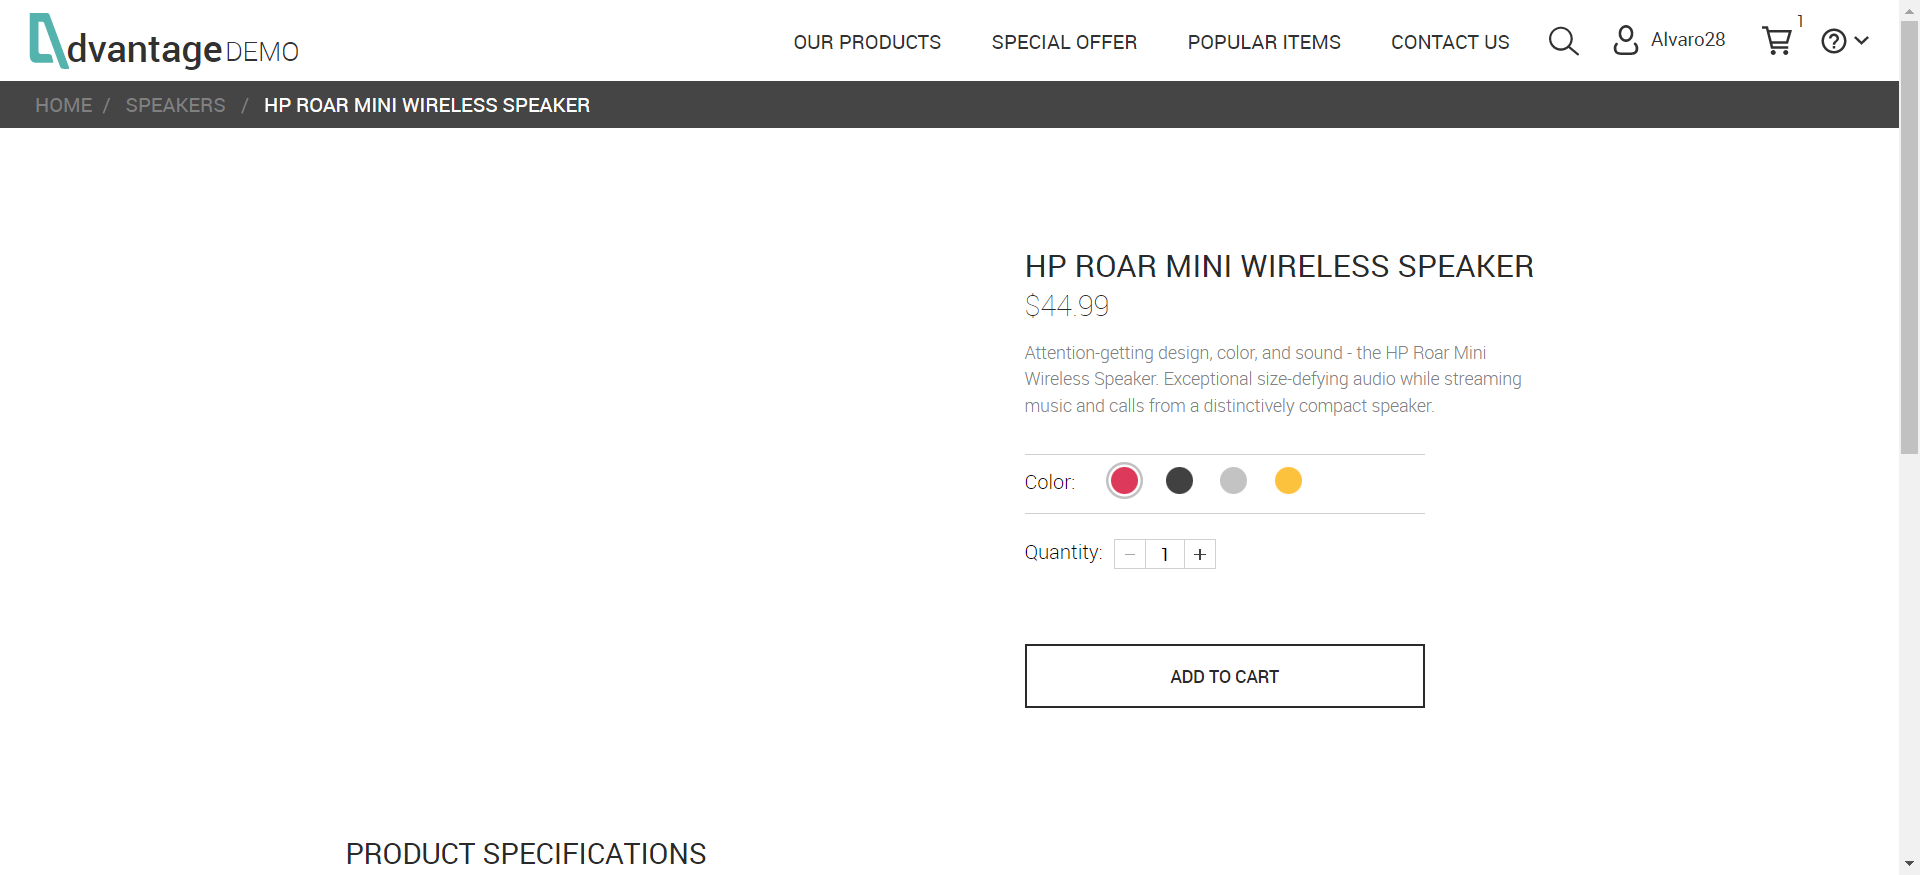 dvantage DEMO
OUR PRODUCTS SPECIAL OFFER POPULAR ITEMS CONTACT US Alvaro28 1
HOME / SPEAKERS / HP ROAR MINI WIRELESS SPEAKER
HP ROAR MINI WIRELESS SPEAKER
$44.99
Attention-getting design, color, and sound - the HP Roar Mini
Wireless Speaker. Exceptional size-defying audio while streaming
music and calls from a distinctively compact speaker.
Color:
Quantity: − 1 +
ADD TO CART
PRODUCT SPECIFICATIONS